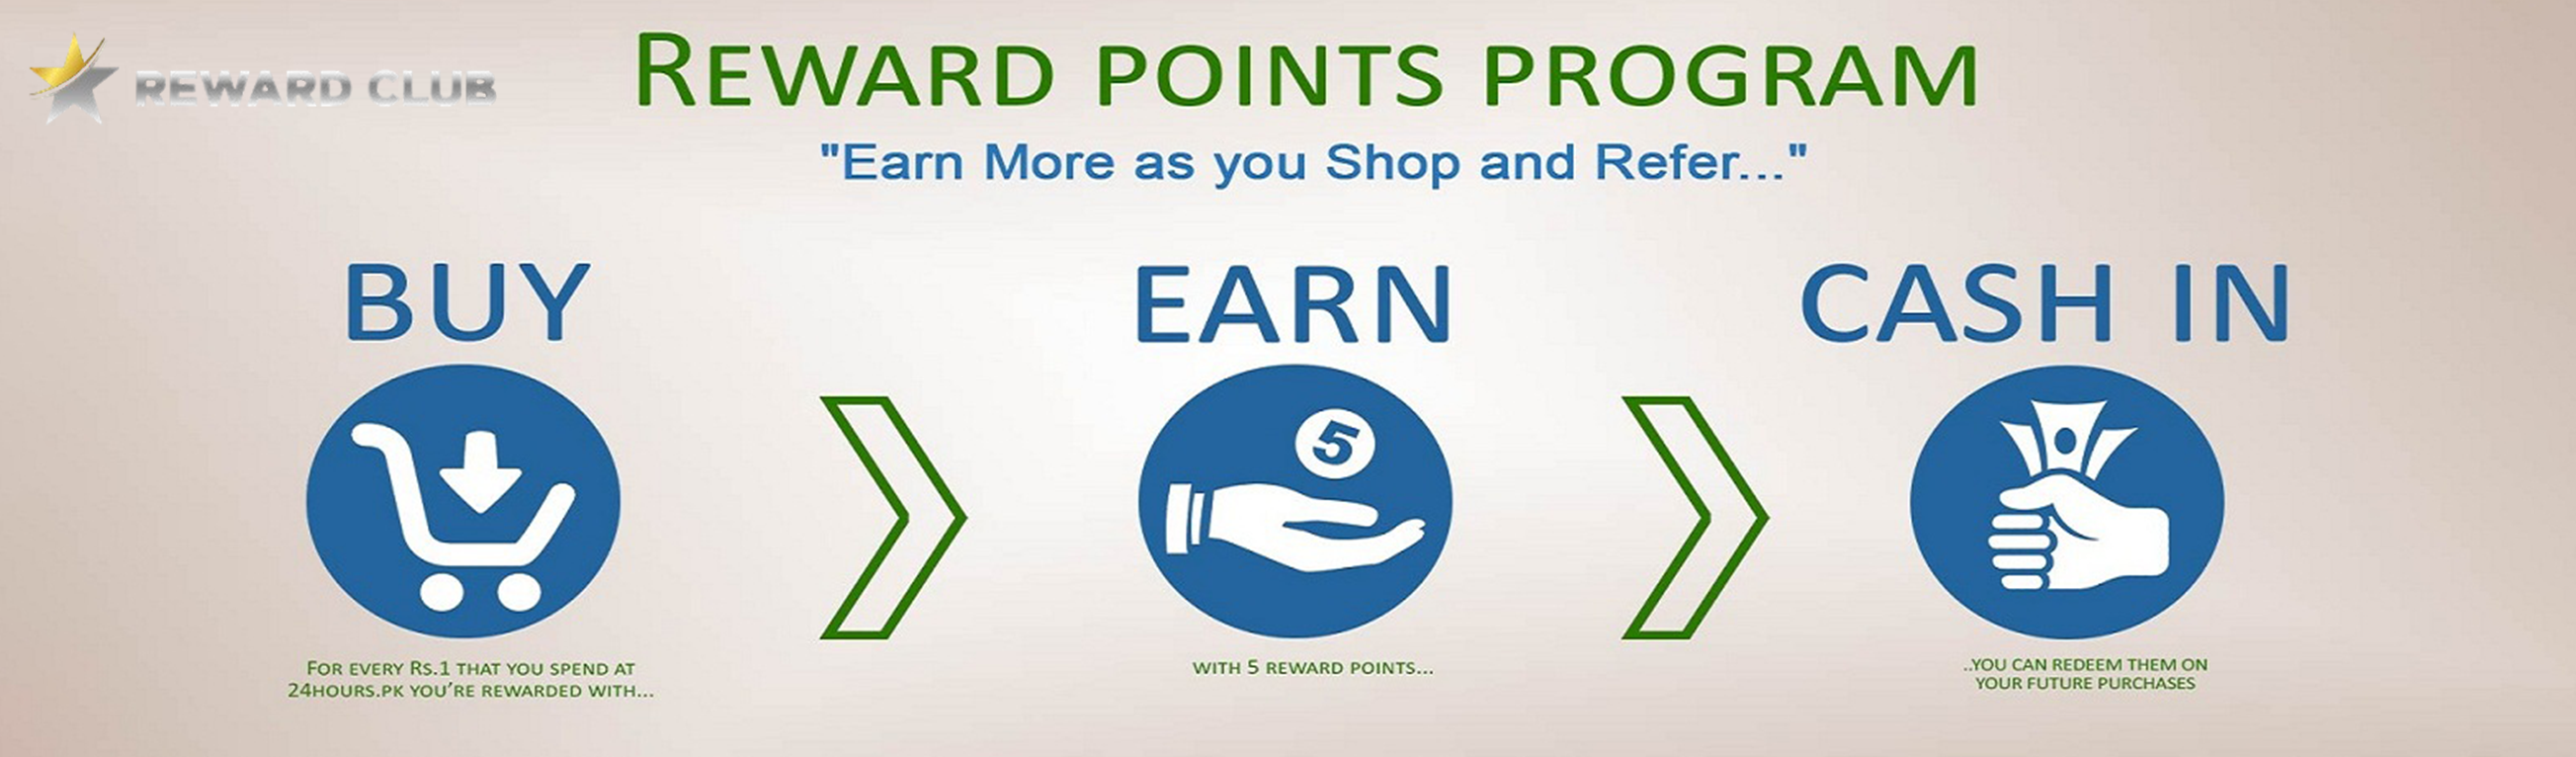 REWARD CLUB
REWARD POINTS PROGRAM
"Earn More as you Shop and Refer..."
BUY
FOR EVERY RS.1 THAT YOU SPEND AT
24HOURS.PK YOU'RE REWARDED WITH...
EARN
5
WITH 5 REWARD POINTS...
CASH IN
..YOU CAN REDEEM THEM ON
YOUR FUTURE PURCHASES